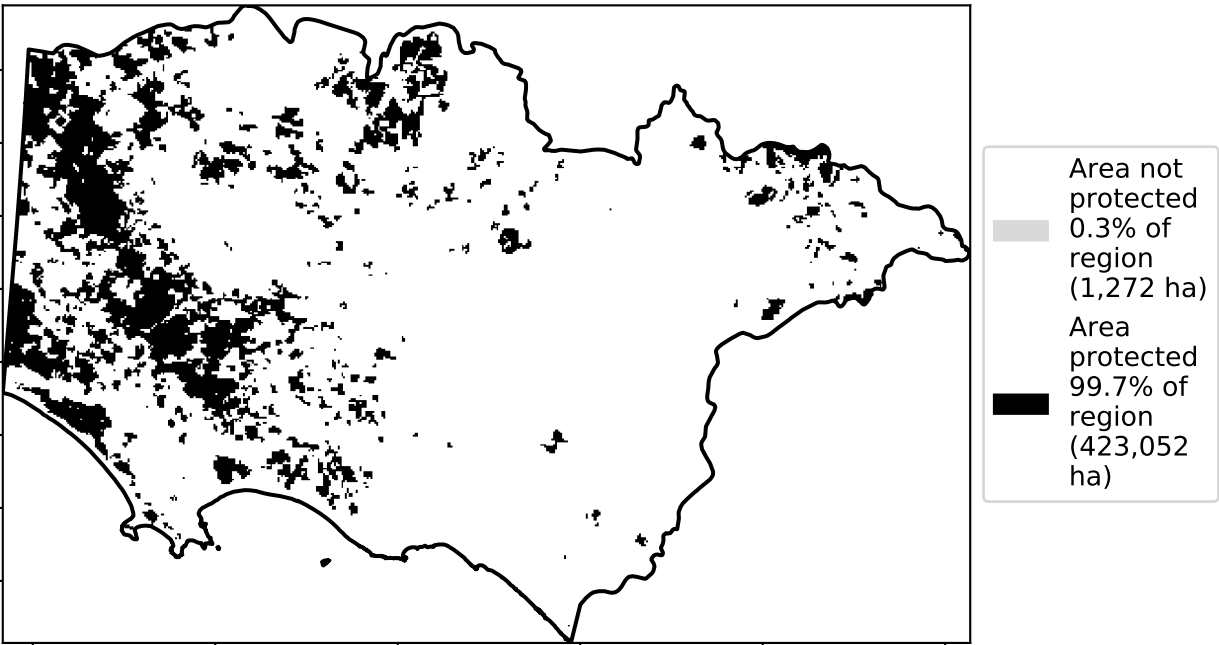 Area not
protected
0.3% of
region
(1,272 ha)
Area
protected
99.7% of
region
(423,052
ha)